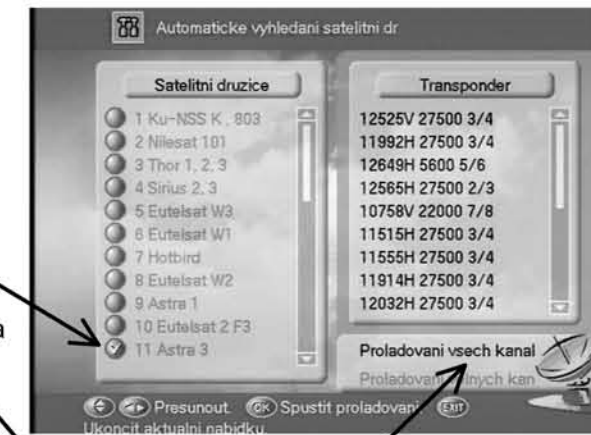 Automaticke vyhledani satelitni dr
Satelitni druzice
1 Ku-NSS K , 803
2 Nilesat 101
3 Thor 1, 2, 3
4 Sirius 2, 3
5 Eutelsat W3
6 Eutelsat W1
7 Hotbird
8 Eutelsat W2
9 Astra 1
10 Eutelsat 2 F3
11 Astra 3
Transponder
12525V 27500 3/4
11992H 27500 3/4
12649H 5600 5/6
12565H 27500 2/3
10758V 22000 7/8
11515H 27500 3/4
11555H 27500 3/4
11914H 27500 3/4
12032H 27500 3/4
a
Proladovani vsech kanal
Proladovani kan
Presunout. OK Spustit proladovani. EXIT
Ukoncit aktualni nabidku.